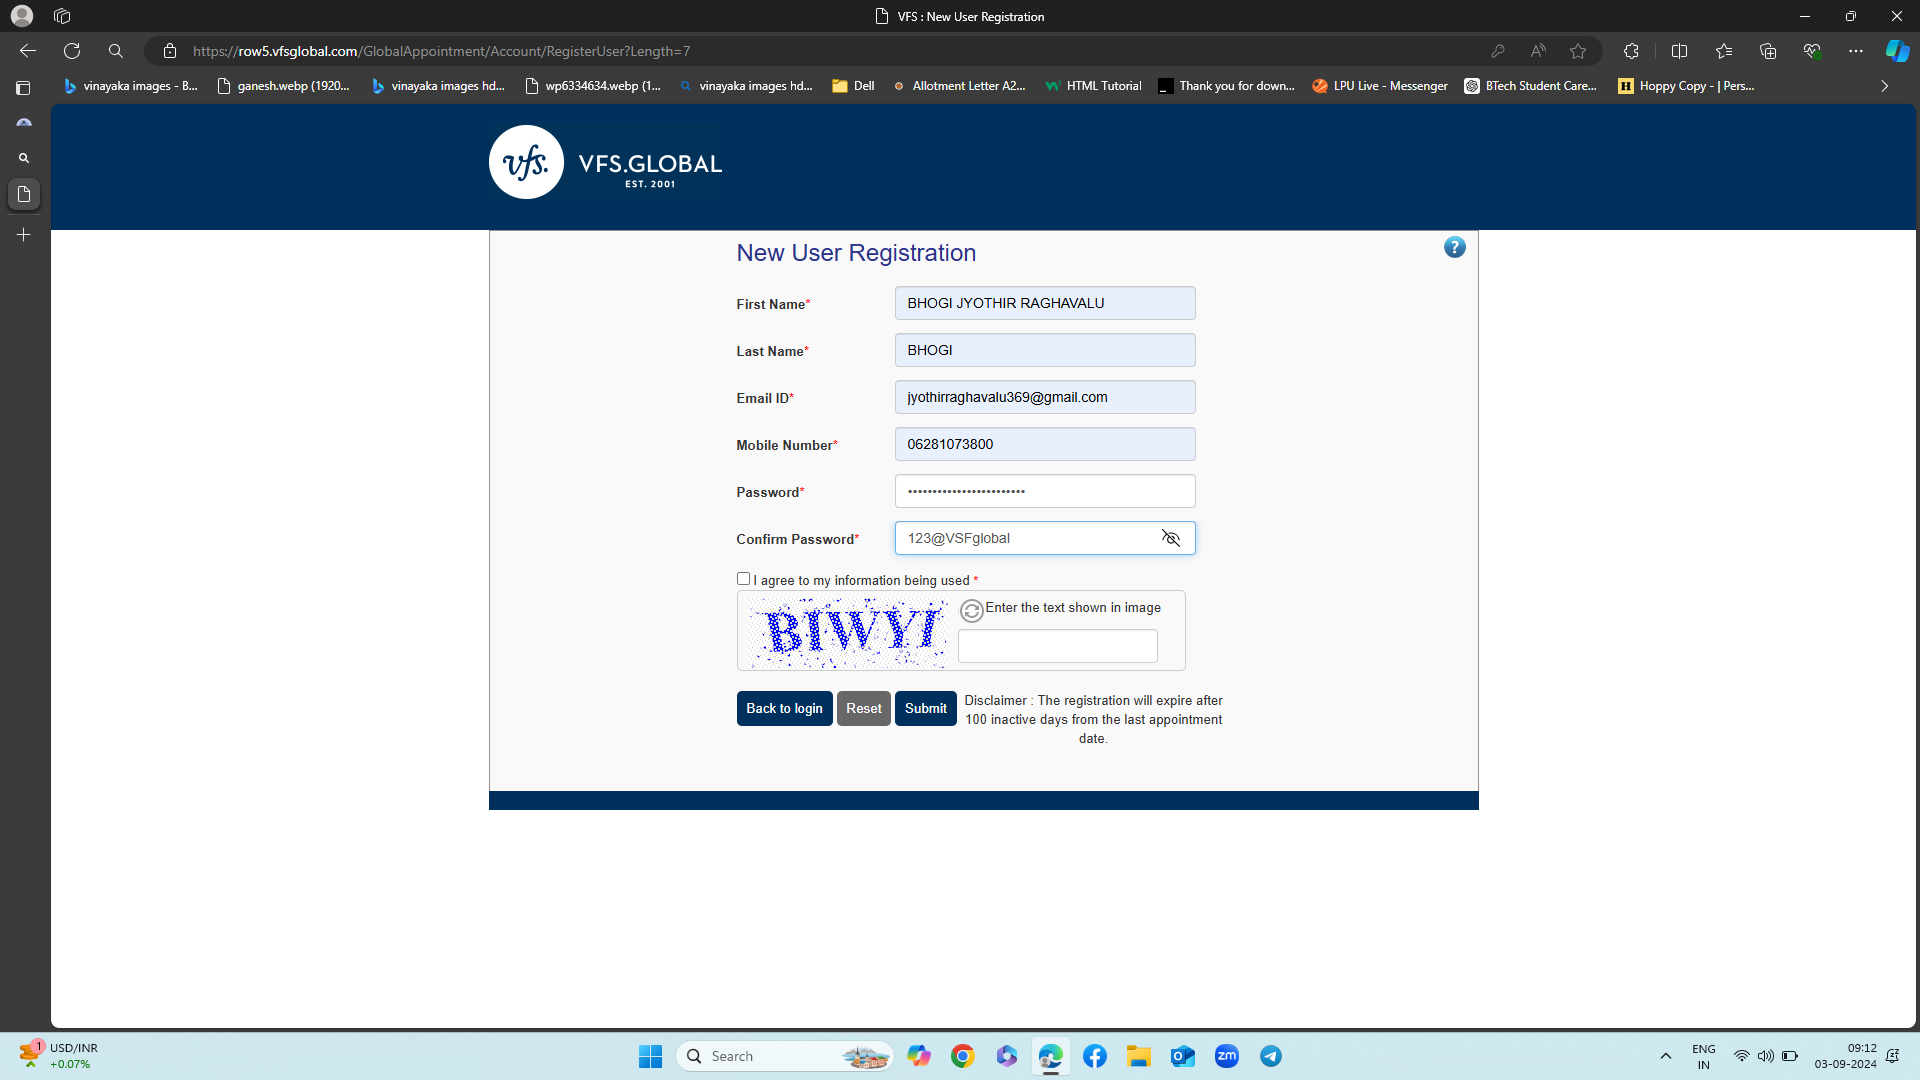 VFS : New User Registration
https://row5.vfsglobal.com/GlobalAppointment/Account/RegisterUser?Length=7
vinayaka images - B...
ganesh.webp (1920...
vinayaka images hd...
wp6334634.webp (1...
vinayaka images hd...
Dell
Allotment Letter A2...
HTML Tutorial
Thank you for down...
LPU Live - Messenger
BTech Student Care...
Hoppy Copy - | Pers...
vfs.
VFS.GLOBAL
EST. 2001
New User Registration
?
First Name*
BHOGI JYOTHIR RAGHAVALU
Last Name*
BHOGI
Email ID*
jyothirraghavalu369@gmail.com
Mobile Number*
06281073800
Password*
••••••••••••••••••••••••
Confirm Password*
123@VSFglobal
I agree to my information being used *
BIWYI
Enter the text shown in image
Back to login
Reset
Submit
Disclaimer : The registration will expire after
100 inactive days from the last appointment
date.
1
USD/INR
+0.07%
Search
zm
ENG
IN
09:12
03-09-2024